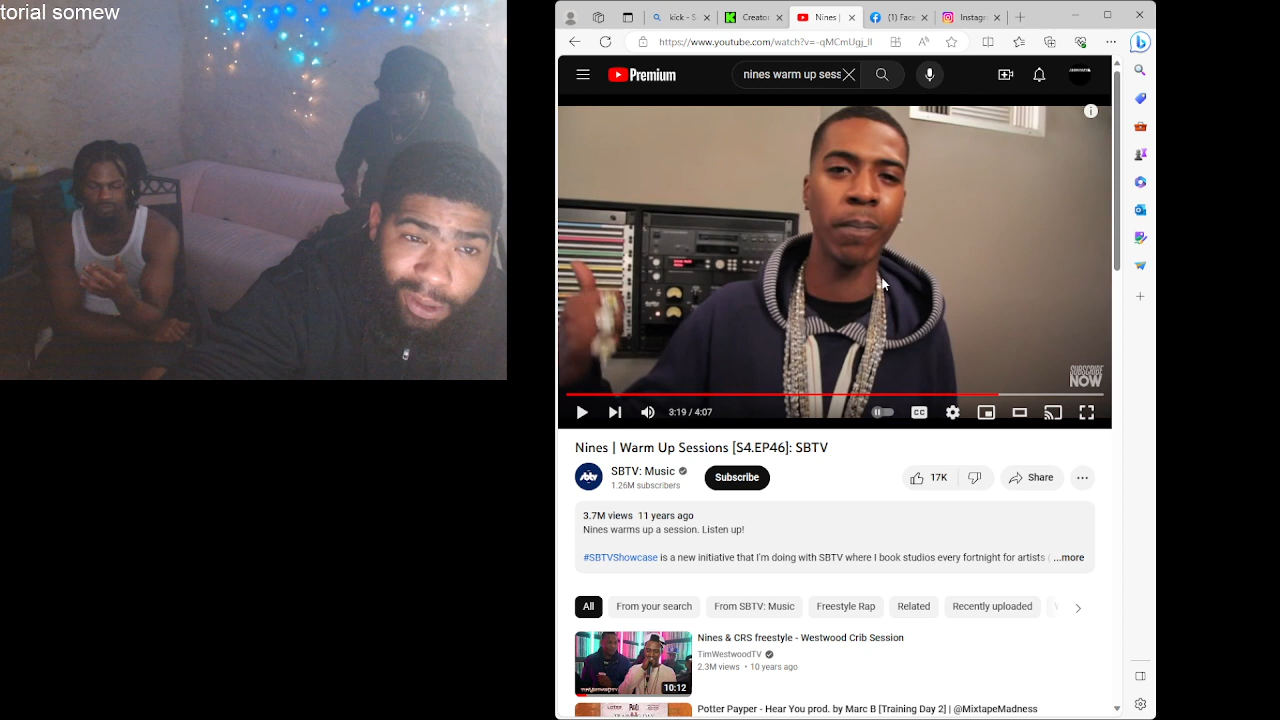 torial somew
kick - S
Creator
Nines |
(1) Face
Instagr
https://www.youtube.com/watch?v=-qMCmUgj_lI
Premium
nines warm up sess
SUBSCRIBE
NOW
3:19 / 4:07
CC
Nines | Warm Up Sessions [S4.EP46]: SBTV
SBTV: Music
1.26M subscribers
Subscribe
17K
Share
3.7M views 11 years ago
Nines warms up a session. Listen up!
#SBTVShowcase is a new initiative that I'm doing with SBTV where I book studios every fortnight for artists ( ...more
All
From your search
From SBTV: Music
Freestyle Rap
Related
Recently uploaded
Nines & CRS freestyle - Westwood Crib Session
TimWestwoodTV
2.3M views • 10 years ago
10:12
Potter Payper - Hear You prod. by Marc B [Training Day 2] | @MixtapeMadness